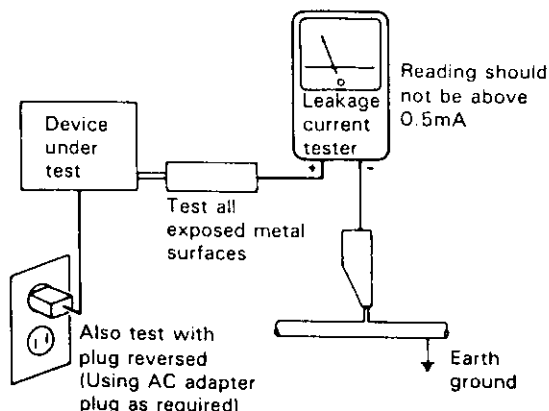 Device
under
test
Leakage
current
tester
+ -
Reading should
not be above
0.5mA
Test all
exposed metal
surfaces
Also test with
plug reversed
(Using AC adapter
plug as required)
Earth
ground